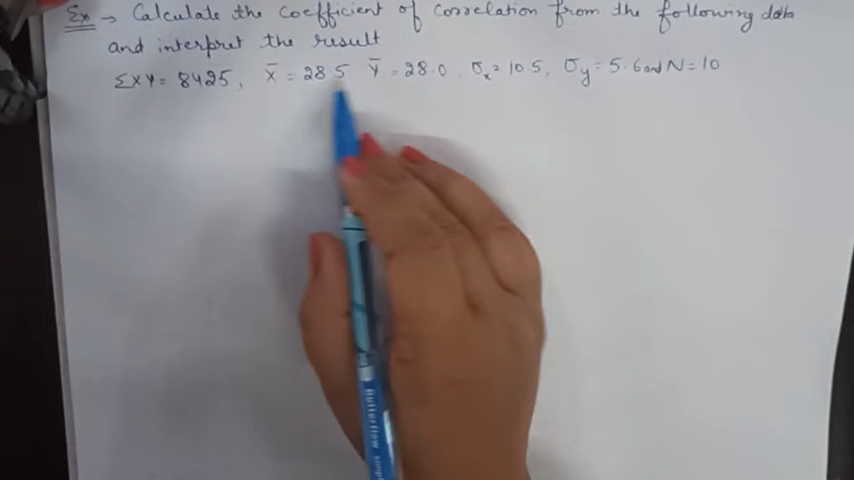 Ex → Calculate the coefficient of correlation from the following data
and interpret the result
ΣXY = 8425, X̄ = 28.5 Ȳ = 28.0, σx = 10.5, σy = 5.6 and N = 10
Butterflow